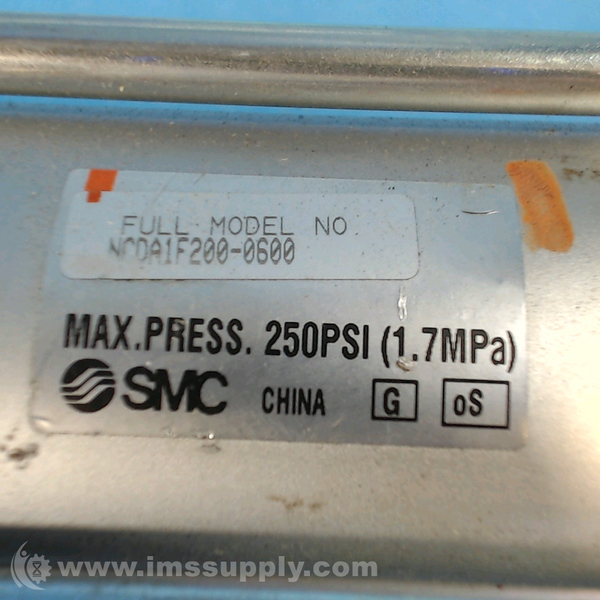 FULL MODEL NO.
NCDA1F200-0600
MAX.PRESS. 250PSI (1.7MPa)
SMC CHINA G oS
www.imssupply.com